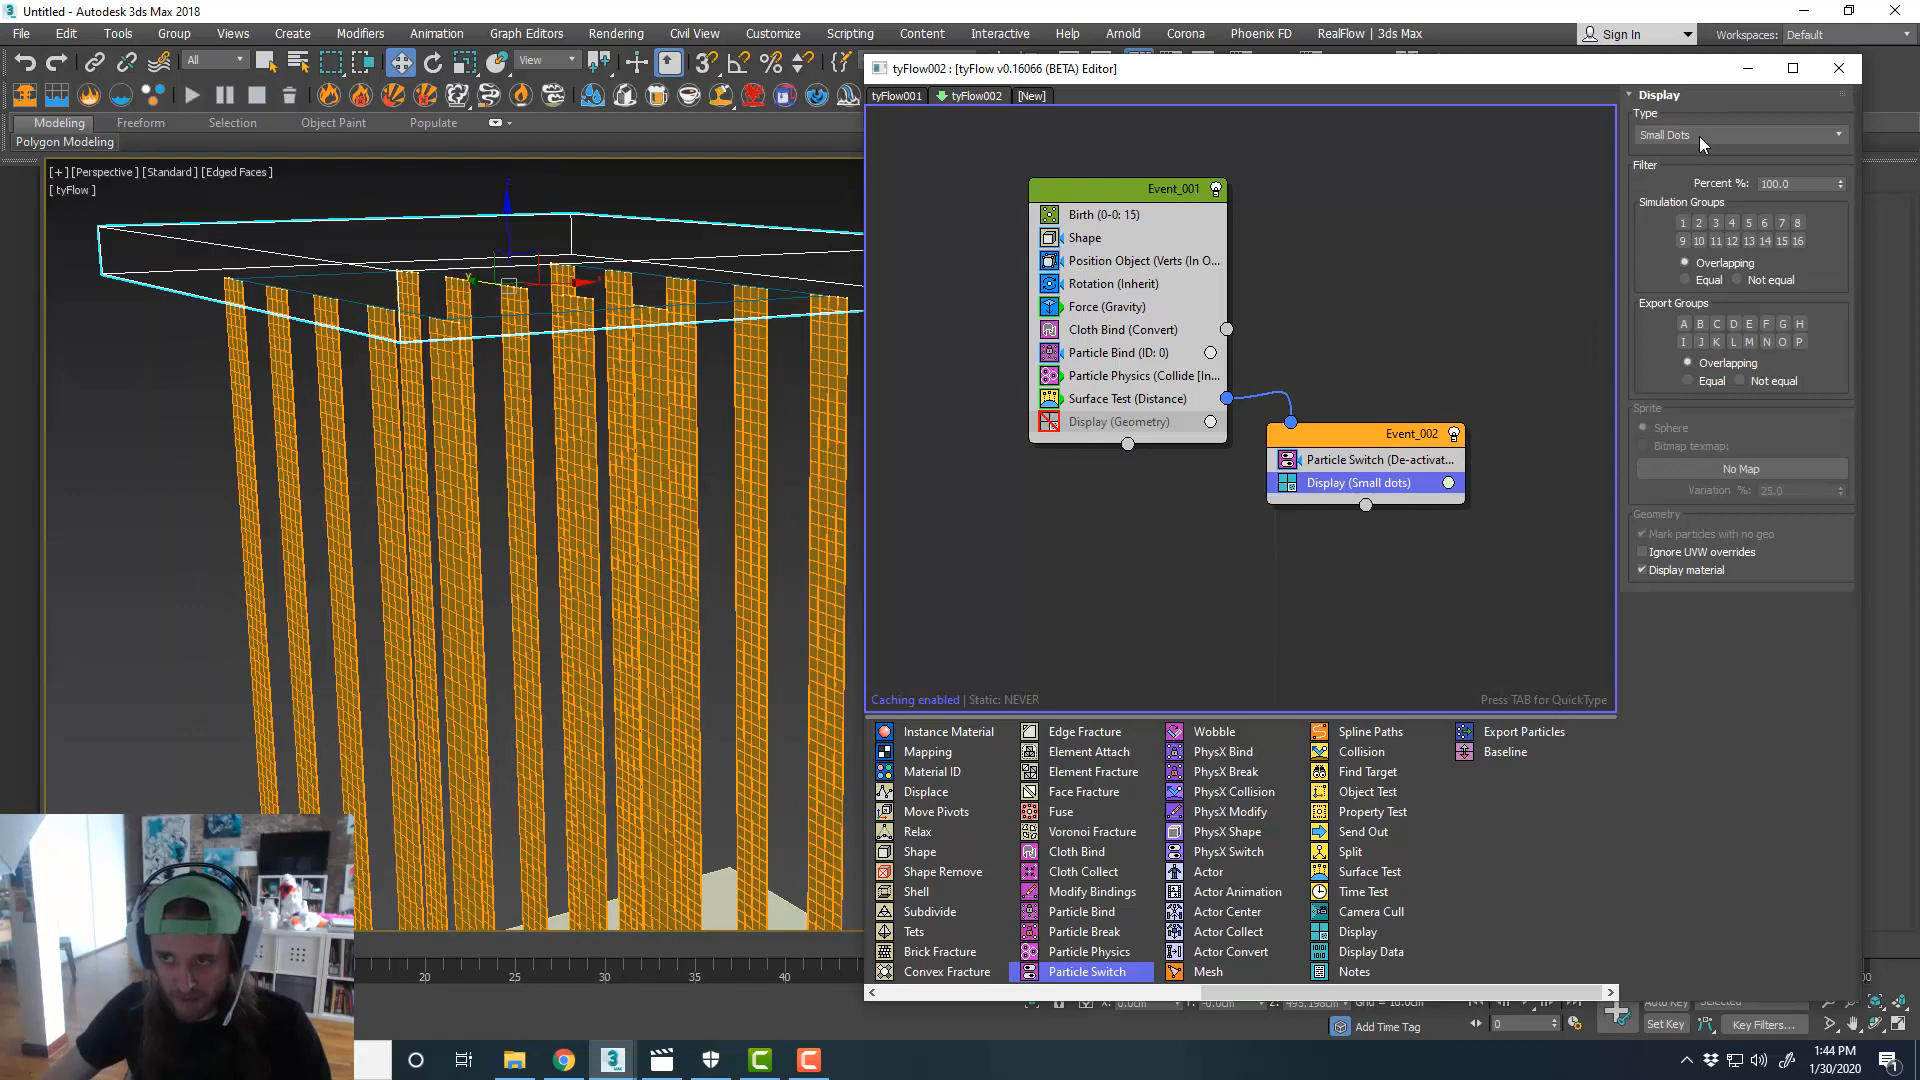 Untitled - Autodesk 3ds Max 2018
File Edit Tools Group Views Create Modifiers Animation Graph Editors Rendering Civil View Customize Scripting Content Interactive Help Arnold Corona Phoenix FD RealFlow | 3ds Max
Sign In
Workspaces: Default
All
View
tyFlow002 : [tyFlow v0.16066 (BETA) Editor]
tyFlow001 tyFlow002 [New]
Modeling Freeform Selection Object Paint Populate
Polygon Modeling
[ + ] [Perspective ] [Standard ] [Edged Faces ]
[ tyFlow ]
z
y
Event_001
Birth (0-0: 15)
Shape
Position Object (Verts (In O...
Rotation (Inherit)
Force (Gravity)
Cloth Bind (Convert)
Particle Bind (ID: 0)
Particle Physics (Collide [In...
Surface Test (Distance)
Display (Geometry)
Event_002
Particle Switch (De-activat...
Display (Small dots)
Caching enabled | Static: NEVER
Press TAB for QuickType
Display
Type
Small Dots
Filter
Percent %: 100.0
Simulation Groups
1 2 3 4 5 6 7 8
9 10 11 12 13 14 15 16
Overlapping
Equal Not equal
Export Groups
A B C D E F G H
I J K L M N O P
Overlapping
Equal Not equal
Sprite
Sphere
Bitmap texmap:
No Map
Variation %: 25.0
Geometry
Mark particles with no geo
Ignore UVW overrides
Display material
Instance Material Edge Fracture Wobble Spline Paths Export Particles
Mapping Element Attach PhysX Bind Collision Baseline
Material ID Element Fracture PhysX Break Find Target
Displace Face Fracture PhysX Collision Object Test
Move Pivots Fuse PhysX Modify Property Test
Relax Voronoi Fracture PhysX Shape Send Out
Shape Cloth Bind PhysX Switch Split
Shape Remove Cloth Collect Actor Surface Test
Shell Modify Bindings Actor Animation Time Test
Subdivide Particle Bind Actor Center Camera Cull
Tets Particle Break Actor Collect Display
Brick Fracture Particle Physics Actor Convert Display Data
Convex Fracture Particle Switch Mesh Notes
20 25 30 35 40
Add Time Tag
0
Set Key
Key Filters...
1:44 PM
1/30/2020
1